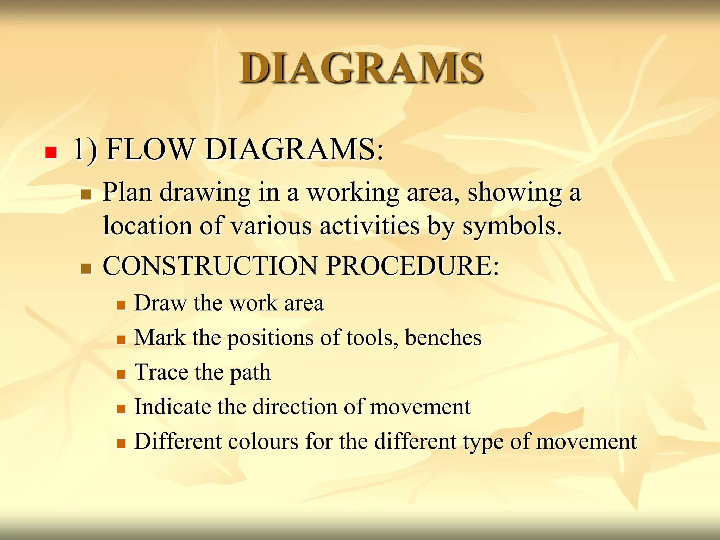 DIAGRAMS
1) FLOW DIAGRAMS:
Plan drawing in a working area, showing a
location of various activities by symbols.
CONSTRUCTION PROCEDURE:
Draw the work area
Mark the positions of tools, benches
Trace the path
Indicate the direction of movement
Different colours for the different type of movement